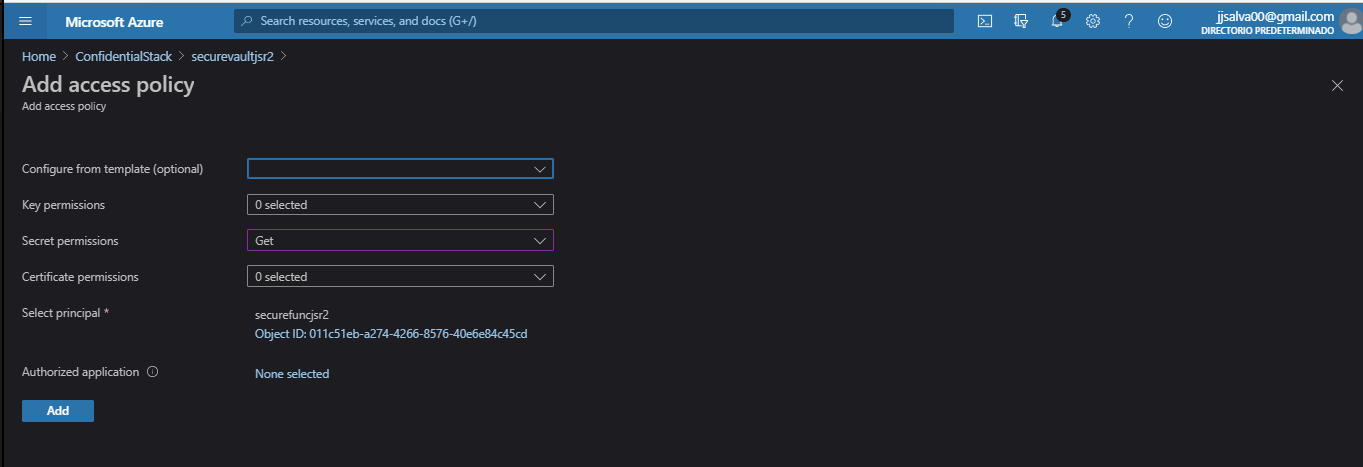 Microsoft Azure
Search resources, services, and docs (G+/)
5
jjsalva00@gmail.com
DIRECTORIO PREDETERMINADO
Home > ConfidentialStack > securevaultjsr2 >
Add access policy
Add access policy
Configure from template (optional)
Key permissions 0 selected
Secret permissions Get
Certificate permissions 0 selected
Select principal * securefuncjsr2
Object ID: 011c51eb-a274-4266-8576-40e6e84c45cd
Authorized application None selected
Add